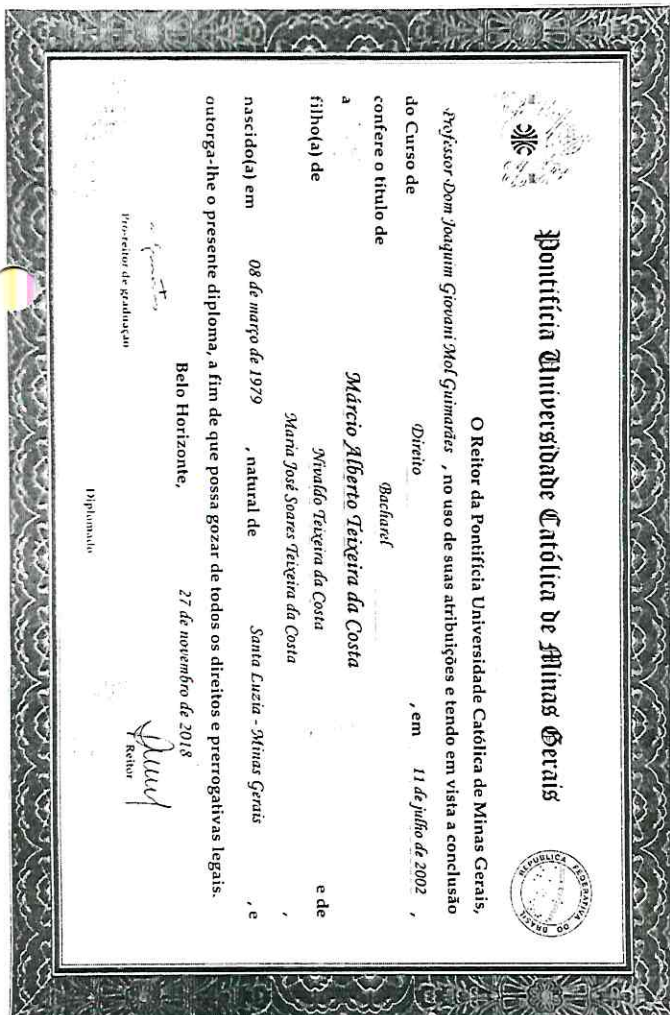 Pontifícia Universidade Católica de Minas Gerais
REPUBLICA FEDERATIVA DO BRASIL
O Reitor da Pontifícia Universidade Católica de Minas Gerais,
Professor Dom Joaquim Giovani Mol Guimarães , no uso de suas atribuições e tendo em vista a conclusão
do Curso de Direito , em 11 de julho de 2002 ,
confere o título de Bacharel
a Márcio Alberto Teixeira da Costa
filho(a) de Nivaldo Teixeira da Costa e de
Maria José Soares Teixeira da Costa ,
nascido(a) em 08 de março de 1979 , natural de Santa Luzia - Minas Gerais , e
outorga-lhe o presente diploma, a fim de que possa gozar de todos os direitos e prerrogativas legais.
Belo Horizonte, 27 de novembro de 2018
Pro-reitor de graduaçao
Reitor
Diplomado